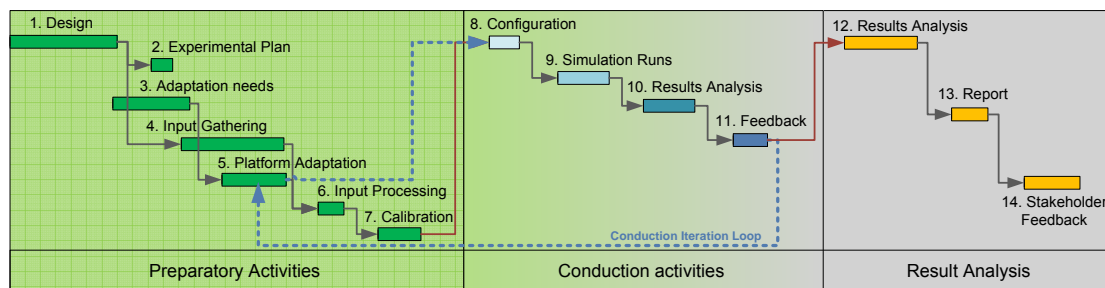 1. Design
2. Experimental Plan
3. Adaptation needs
4. Input Gathering
5. Platform Adaptation
6. Input Processing
7. Calibration
8. Configuration
9. Simulation Runs
10. Results Analysis
11. Feedback
Conduction Iteration Loop
12. Results Analysis
13. Report
14. Stakeholder
Feedback
Preparatory Activities
Conduction activities
Result Analysis